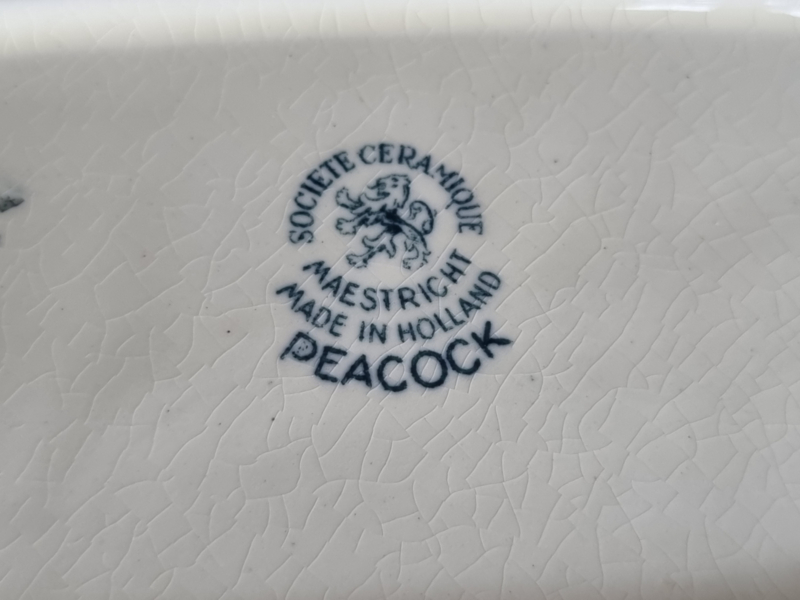 SOCIETE CERAMIQUE
MAESTRICHT
MADE IN HOLLAND
PEACOCK